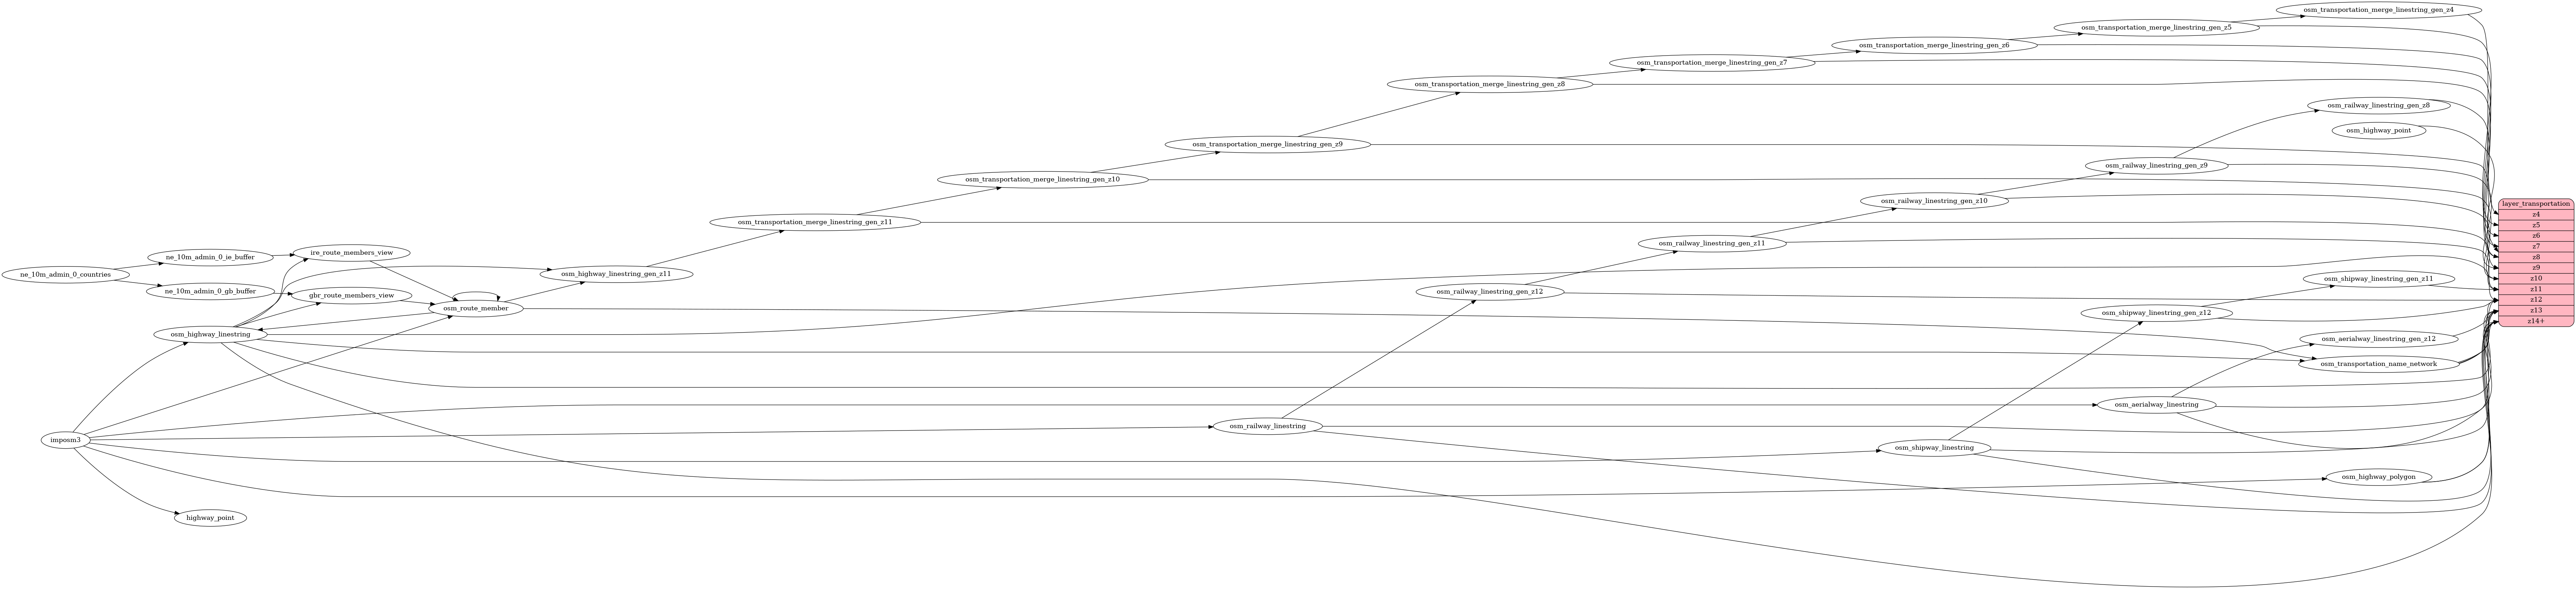 osm_transportation_merge_linestring_gen_z4
osm_transportation_merge_linestring_gen_z5
osm_transportation_merge_linestring_gen_z6
osm_transportation_merge_linestring_gen_z7
osm_transportation_merge_linestring_gen_z8
osm_railway_linestring_gen_z8
osm_highway_point
osm_transportation_merge_linestring_gen_z9
osm_railway_linestring_gen_z9
osm_transportation_merge_linestring_gen_z10
osm_railway_linestring_gen_z10
layer_transportation
z4
z5
z6
z7
z8
z9
z10
z11
z12
z13
z14+
osm_transportation_merge_linestring_gen_z11
osm_railway_linestring_gen_z11
ire_route_members_view
ne_10m_admin_0_ie_buffer
ne_10m_admin_0_countries
osm_highway_linestring_gen_z11
osm_shipway_linestring_gen_z11
ne_10m_admin_0_gb_buffer
gbr_route_members_view
osm_railway_linestring_gen_z12
osm_route_member
osm_shipway_linestring_gen_z12
osm_highway_linestring
osm_aerialway_linestring_gen_z12
osm_transportation_name_network
osm_aerialway_linestring
osm_railway_linestring
imposm3
osm_shipway_linestring
osm_highway_polygon
highway_point